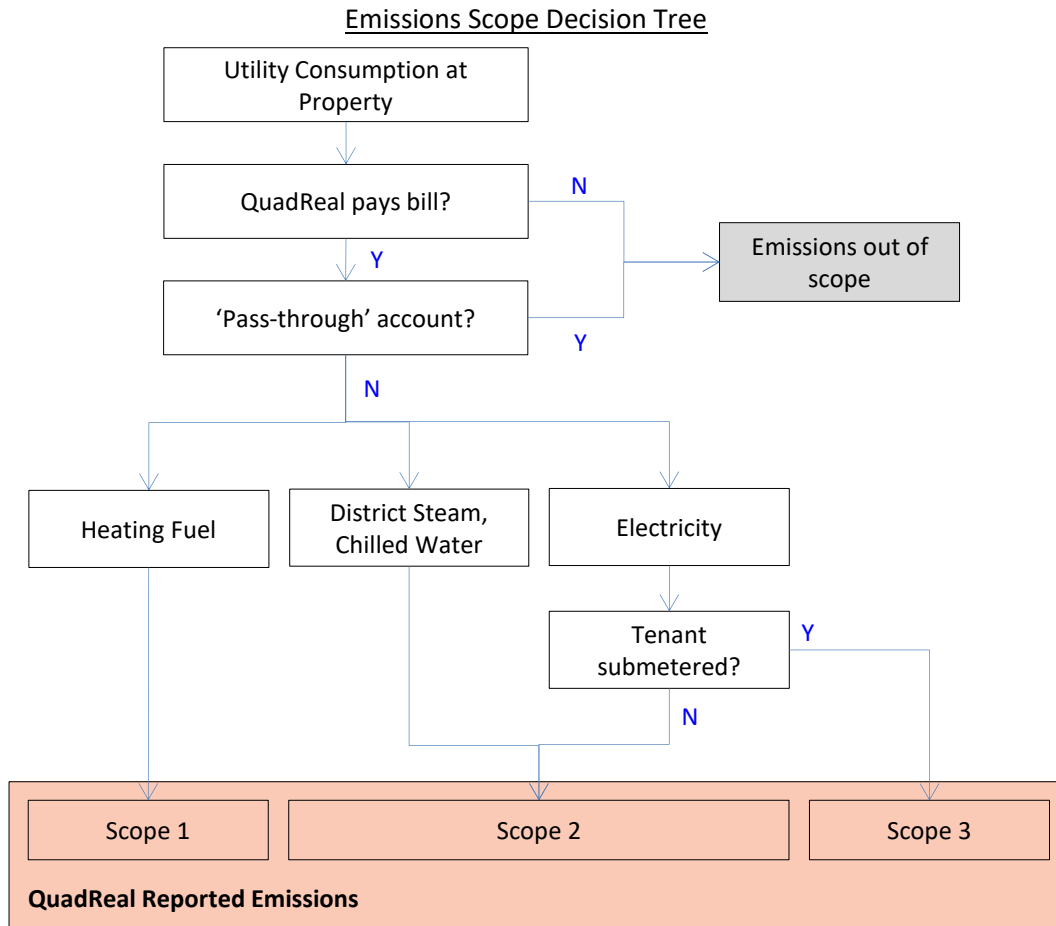 Emissions Scope Decision Tree
Utility Consumption at
Property
QuadReal pays bill?
N
Emissions out of
scope
Y
‘Pass-through’ account?
Y
N
Heating Fuel
District Steam,
Chilled Water
Electricity
Tenant
submetered?
Y
N
Scope 1
Scope 2
Scope 3
QuadReal Reported Emissions